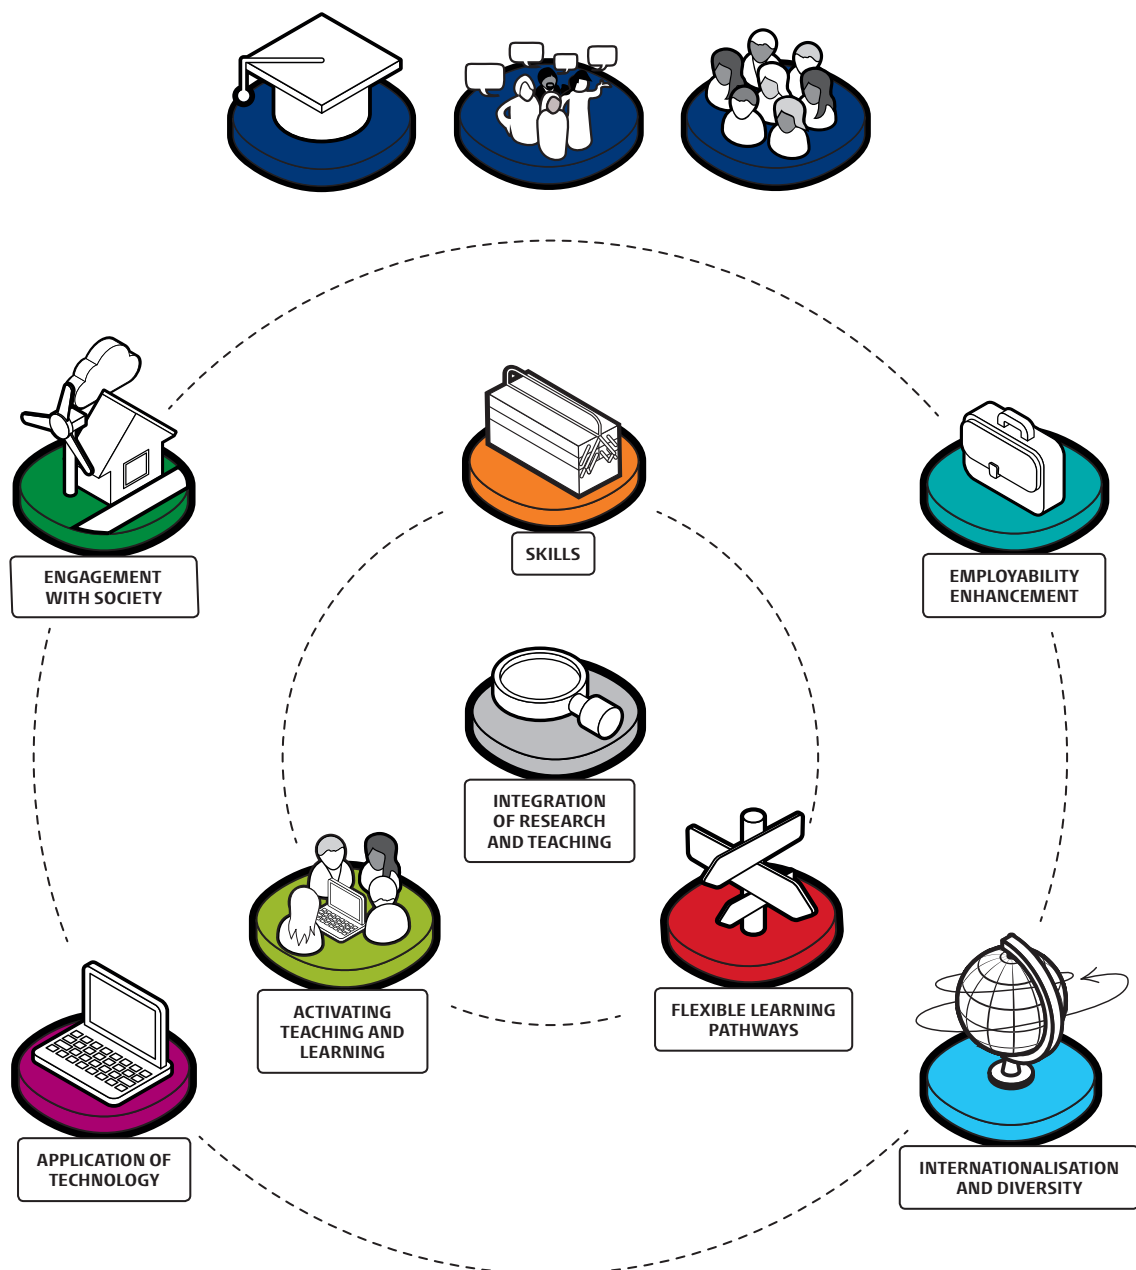 SKILLS
ENGAGEMENT
WITH SOCIETY
EMPLOYABILITY
ENHANCEMENT
INTEGRATION
OF RESEARCH
AND TEACHING
ACTIVATING
TEACHING AND
LEARNING
FLEXIBLE LEARNING
PATHWAYS
APPLICATION OF
TECHNOLOGY
INTERNATIONALISATION
AND DIVERSITY